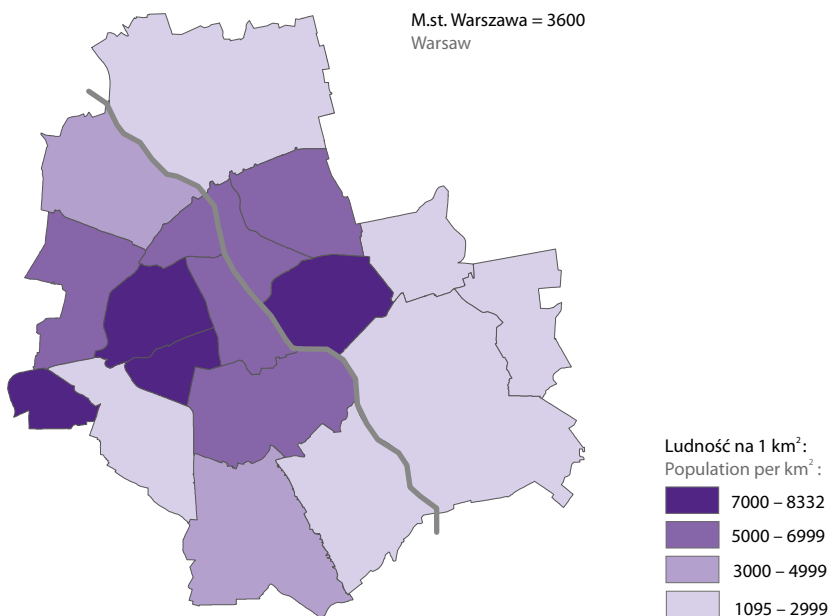 M.st. Warszawa = 3600
Warsaw
Ludność na 1 km²:
Population per km²:
7000 – 8332
5000 – 6999
3000 – 4999
1095 – 2999